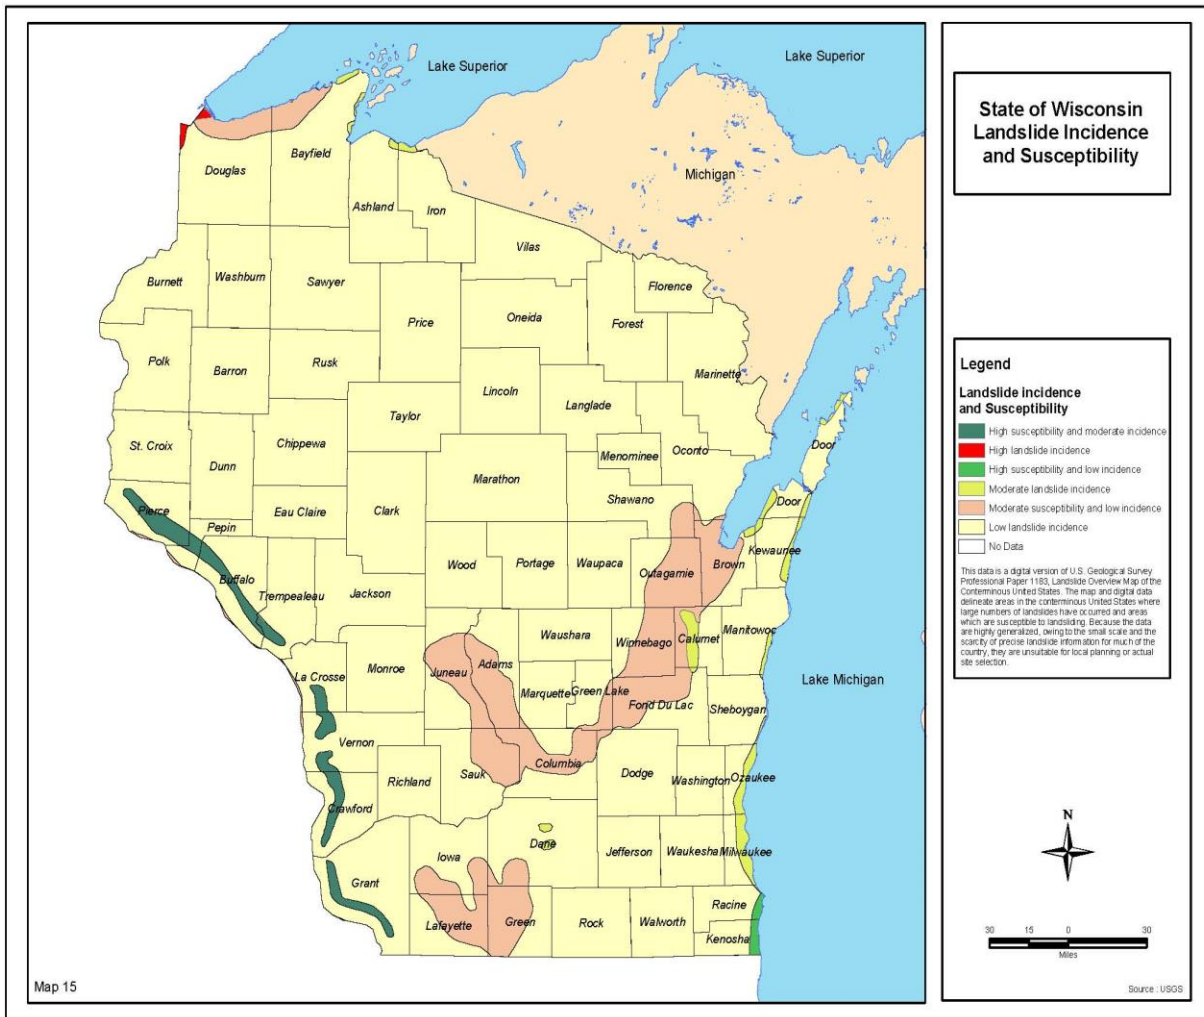 Lake Superior
Lake Superior
Michigan
Douglas
Bayfield
Ashland
Iron
Vilas
Burnett
Washburn
Sawyer
Florence
Price
Oneida
Forest
Polk
Barron
Rusk
Marinette
Lincoln
Langlade
Taylor
St. Croix
Chippewa
Dunn
Oconto
Door
Menominee
Marathon
Shawano
Pierce
Eau Claire
Clark
Door
Pepin
Kewaunee
Wood
Portage
Waupaca
Outagamie
Brown
Buffalo
Trempealeau
Jackson
Waushara
Winnebago
Calumet
Manitowoc
Adams
Juneau
Monroe
La Crosse
Marquette
Green Lake
Fond Du Lac
Sheboygan
Lake Michigan
Vernon
Columbia
Sauk
Richland
Dodge
Washington
Ozaukee
Crawford
Dane
Iowa
Jefferson
Waukesha
Milwaukee
Grant
Racine
Lafayette
Green
Rock
Walworth
Kenosha
Map 15
State of Wisconsin
Landslide Incidence
and Susceptibility
Legend
Landslide incidence
and Susceptibility
High susceptibility and moderate incidence
High landslide incidence
High susceptibility and low incidence
Moderate landslide incidence
Moderate susceptibility and low incidence
Low landslide incidence
No Data
This data is a digital version of U.S. Geological Survey
Professional Paper 1183, Landslide Overview Map of the
Conterminous United States. The map and digital data
delineate areas in the conterminous United States where
large numbers of landslides have occurred and areas
which are susceptible to landsliding. Because the data
are highly generalized, owing to the small scale and the
scarcity of precise landslide information for much of the
country, they are unsuitable for local planning or actual
site selection.
N
30 15 0 30
Miles
Source : USGS